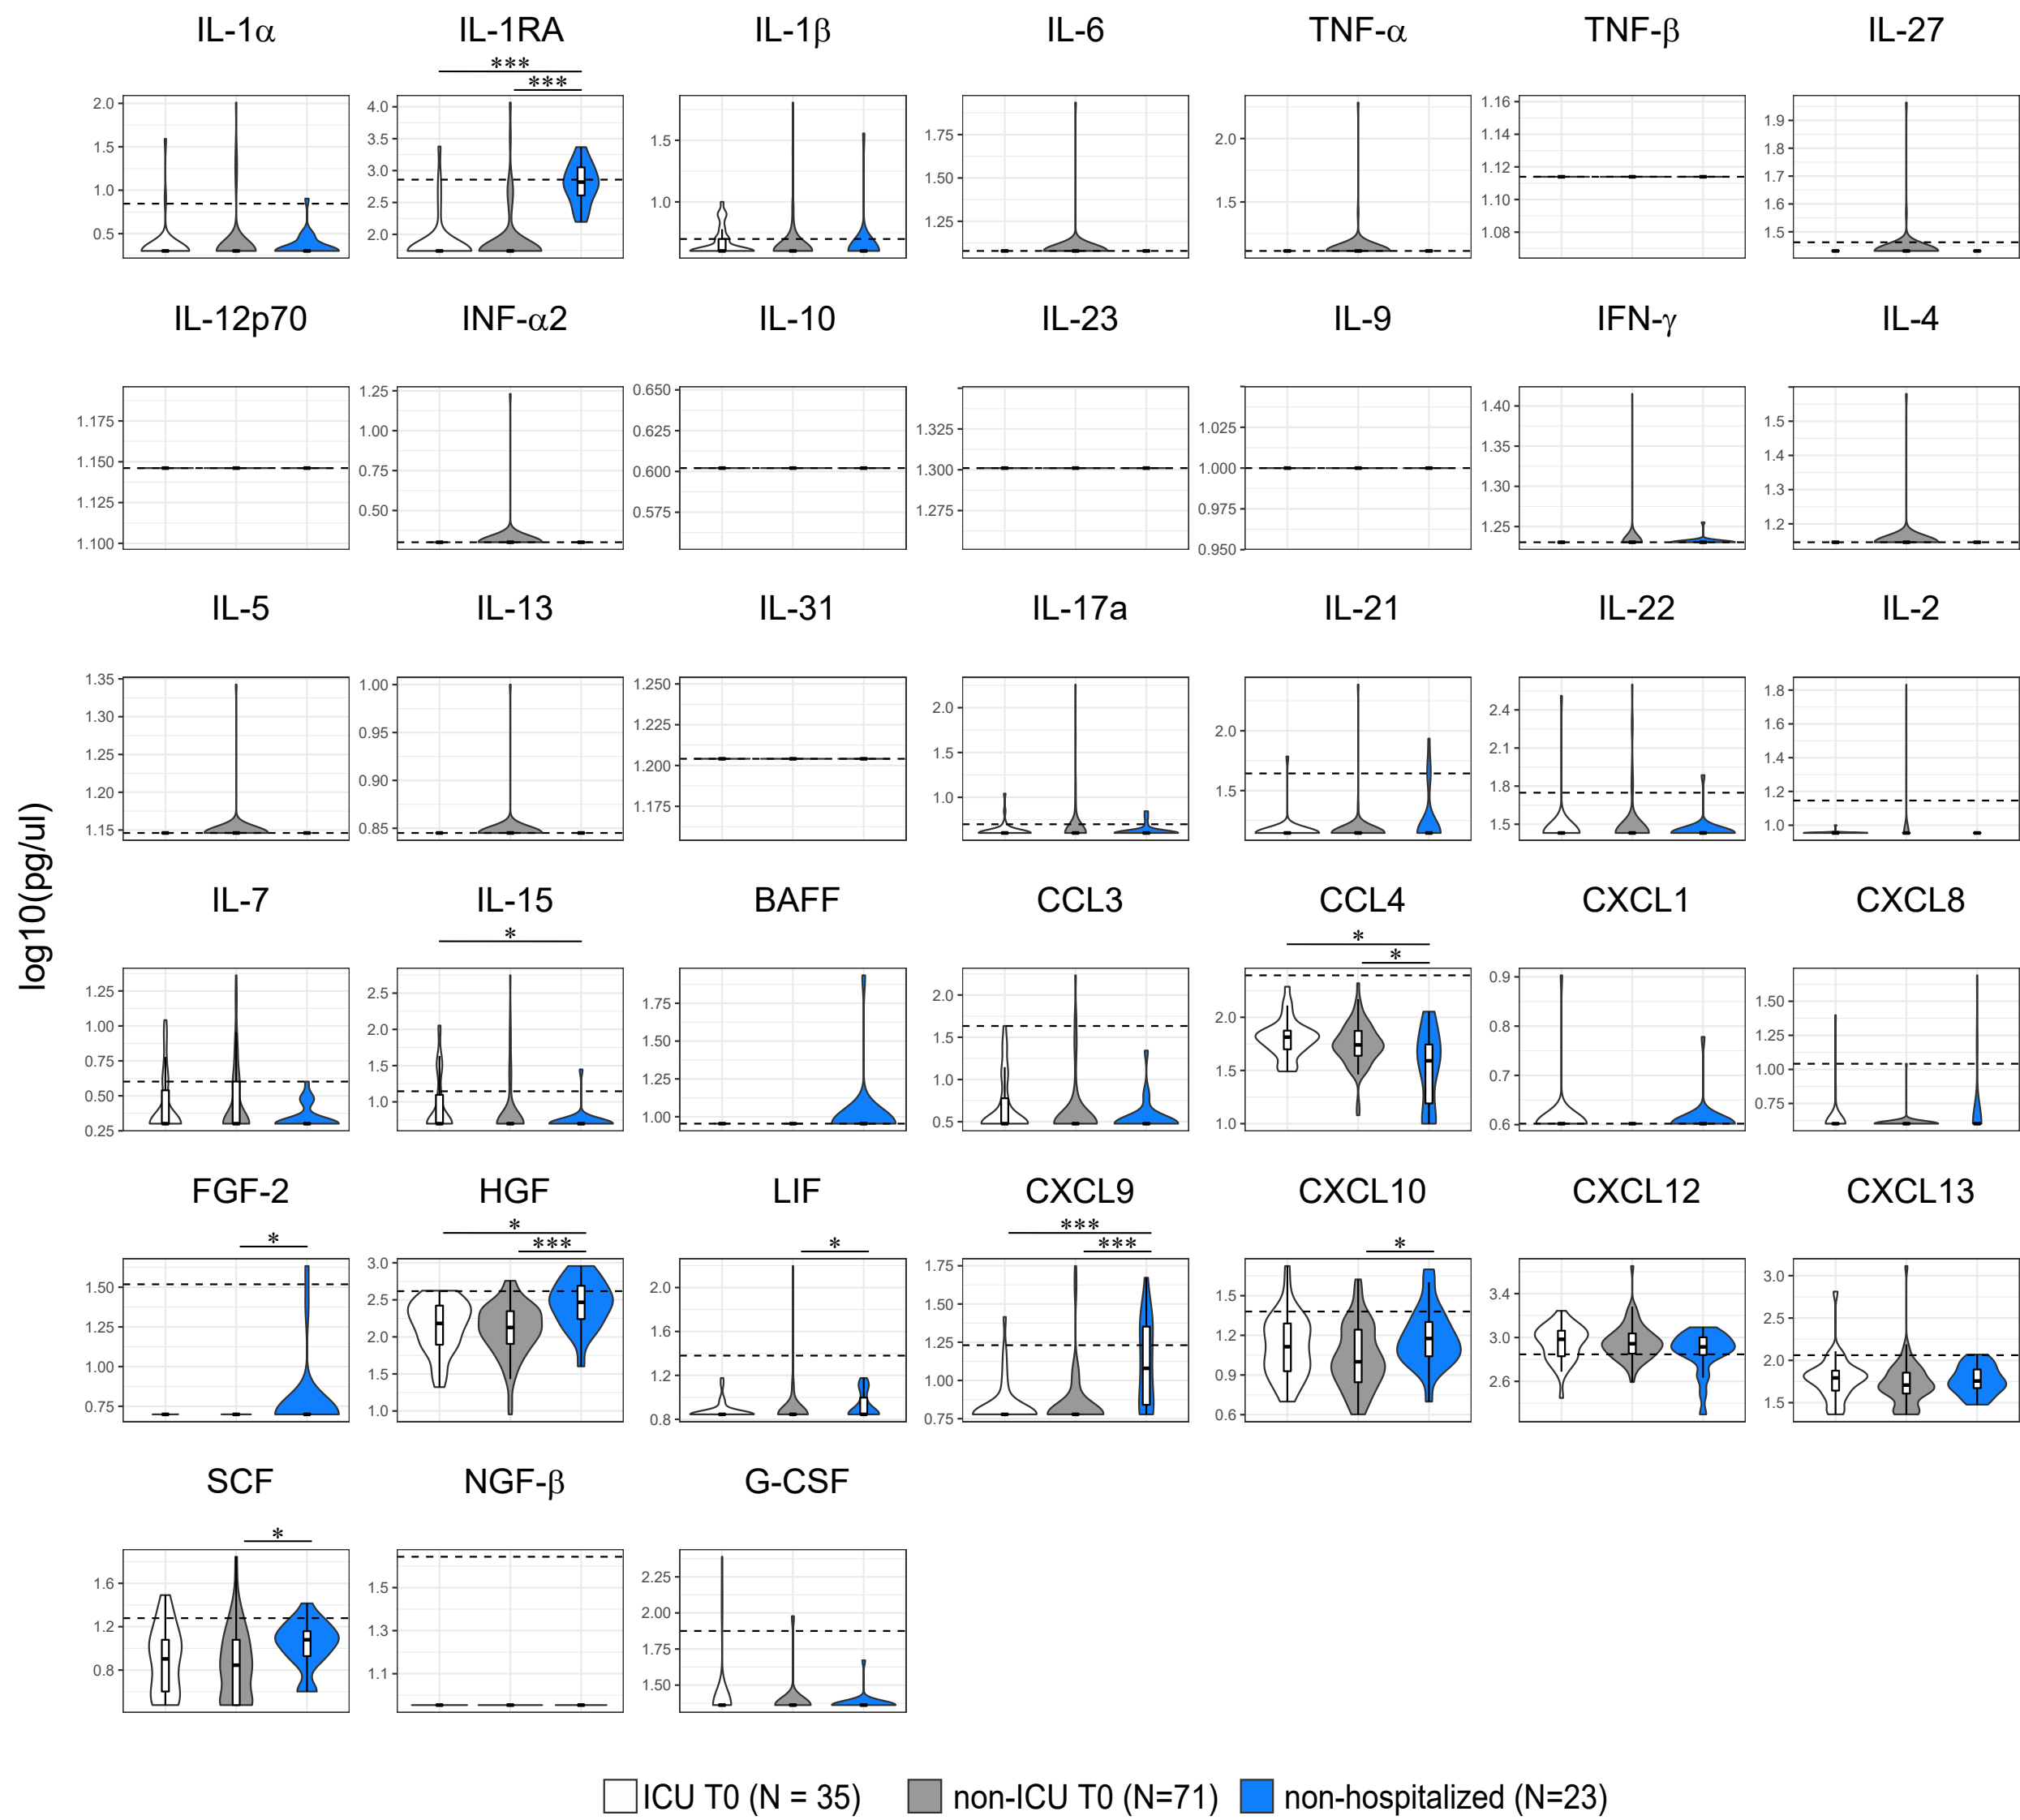 IL-1α IL-1RA IL-1β IL-6 TNF-α TNF-β IL-27
*** ***
2.0 1.5 1.0 0.5
4.0 3.5 3.0 2.5 2.0
1.5 1.0
1.75 1.50 1.25
2.0 1.5
1.16 1.14 1.12 1.10 1.08
1.9 1.8 1.7 1.6 1.5
IL-12p70 INF-α2 IL-10 IL-23 IL-9 IFN-γ IL-4
1.175 1.150 1.125 1.100
1.25 1.00 0.75 0.50
0.650 0.625 0.600 0.575
1.325 1.300 1.275
1.025 1.000 0.975 0.950
1.40 1.35 1.30 1.25
1.5 1.4 1.3 1.2
IL-5 IL-13 IL-31 IL-17a IL-21 IL-22 IL-2
1.35 1.30 1.25 1.20 1.15
1.00 0.95 0.90 0.85
1.250 1.225 1.200 1.175
2.0 1.5 1.0
2.0 1.5
2.4 2.1 1.8 1.5
1.8 1.6 1.4 1.2 1.0
log10(pg/ul)
IL-7 IL-15 BAFF CCL3 CCL4 CXCL1 CXCL8
* * *
1.25 1.00 0.75 0.50 0.25
2.5 2.0 1.5 1.0
1.75 1.50 1.25 1.00
2.0 1.5 1.0 0.5
2.0 1.5 1.0
0.9 0.8 0.7 0.6
1.50 1.25 1.00 0.75
FGF-2 HGF LIF CXCL9 CXCL10 CXCL12 CXCL13
* * *** * *** *** *
1.50 1.25 1.00 0.75
3.0 2.5 2.0 1.5 1.0
2.0 1.6 1.2 0.8
1.75 1.50 1.25 1.00 0.75
1.5 1.2 0.9 0.6
3.4 3.0 2.6
3.0 2.5 2.0 1.5
SCF NGF-β G-CSF
*
1.6 1.2 0.8
1.5 1.3 1.1
2.25 2.00 1.75 1.50
ICU T0 (N = 35) non-ICU T0 (N=71) non-hospitalized (N=23)